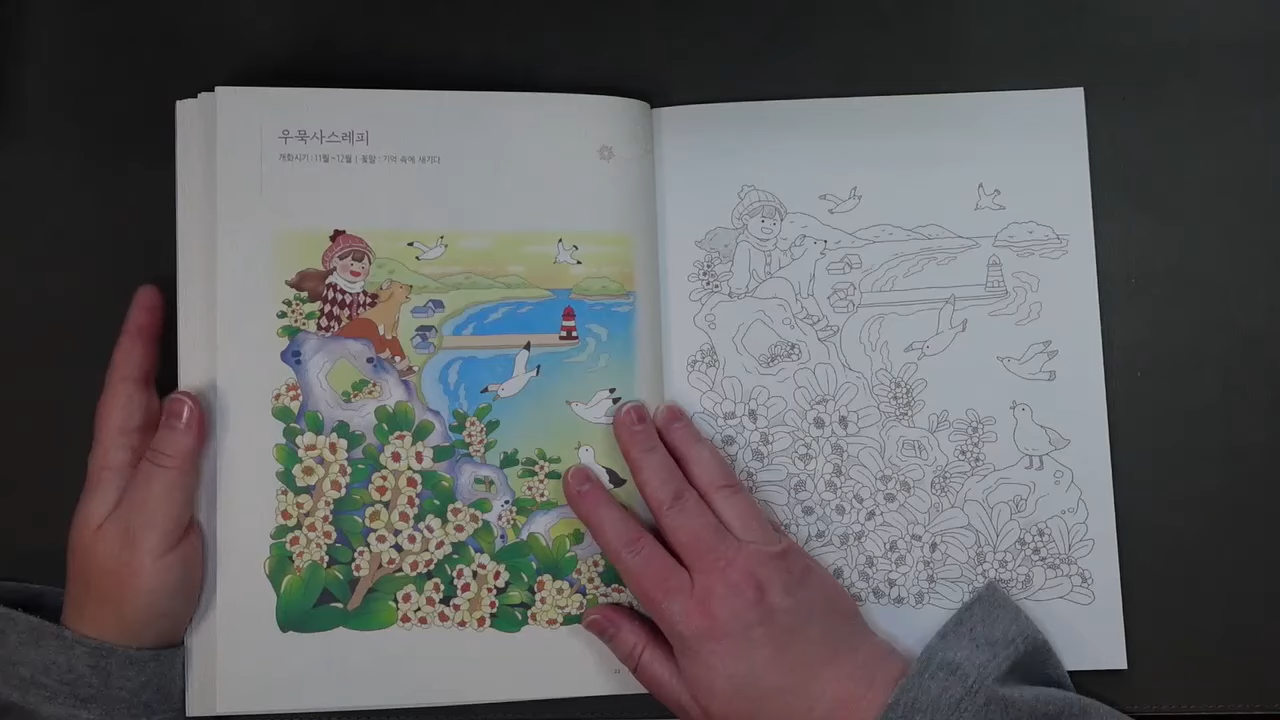 우묵사스레피
개화시기 : 11월~12월 | 꽃말 : 기억 속에 새기다